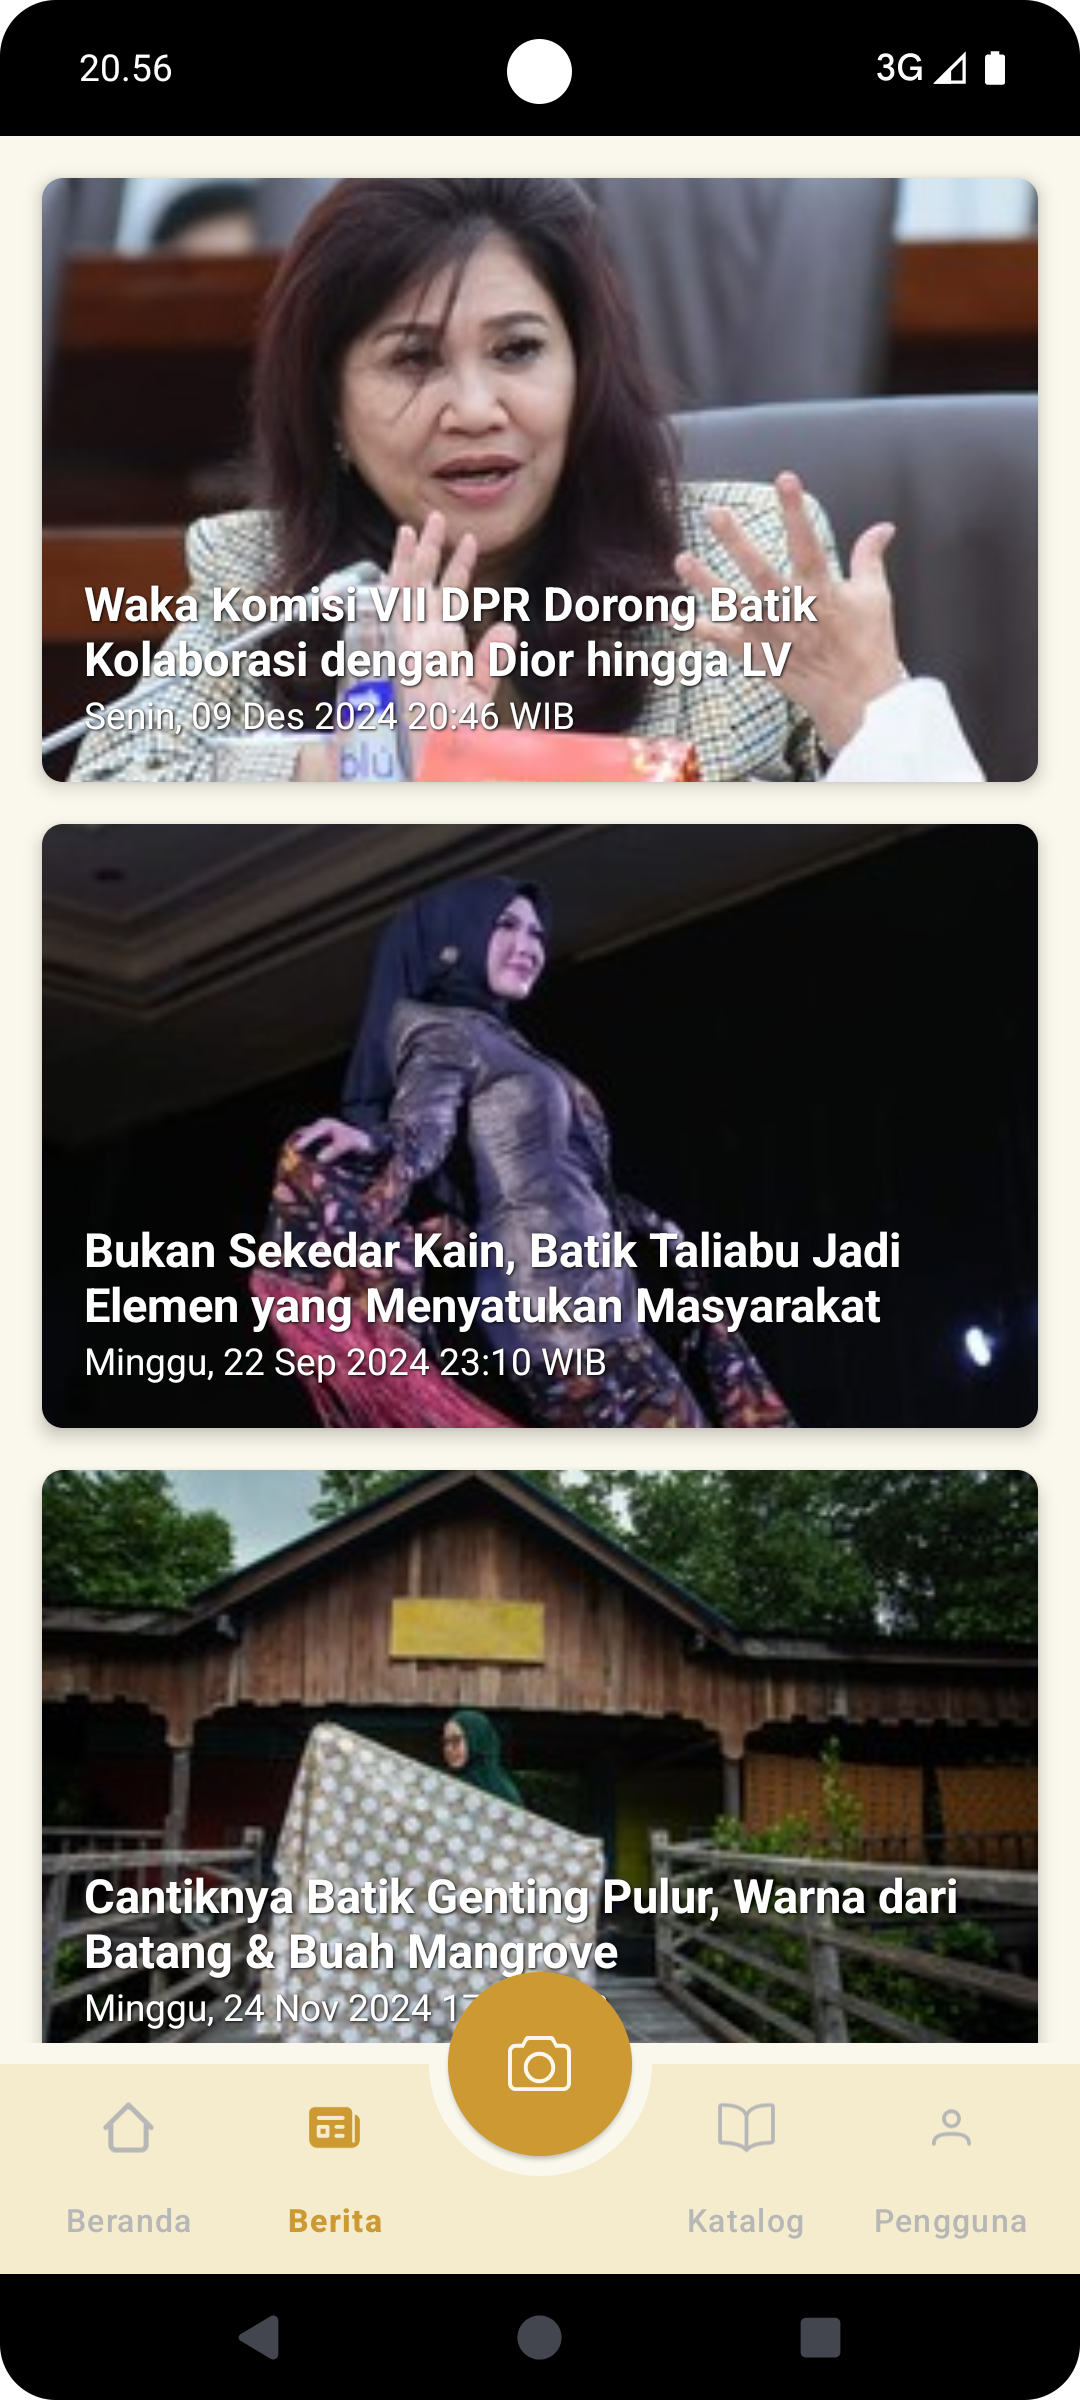 20.56
3G
Waka Komisi VII DPR Dorong Batik
Kolaborasi dengan Dior hingga LV
Senin, 09 Des 2024 20:46 WIB
blu
Bukan Sekedar Kain, Batik Taliabu Jadi
Elemen yang Menyatukan Masyarakat
Minggu, 22 Sep 2024 23:10 WIB
Cantiknya Batik Genting Pulur, Warna dari
Batang & Buah Mangrove
Minggu, 24 Nov 2024
Beranda
Berita
Katalog
Pengguna